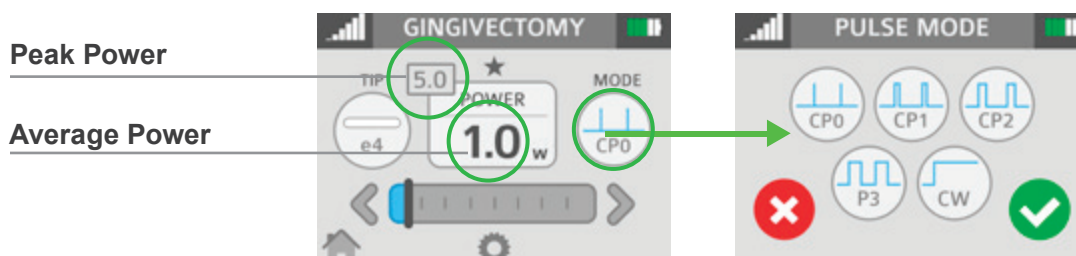 Peak Power
Average Power
GINGIVECTOMY
TIP
5.0
POWER
MODE
e4
1.0 w
CP0
PULSE MODE
CP0
CP1
CP2
P3
CW